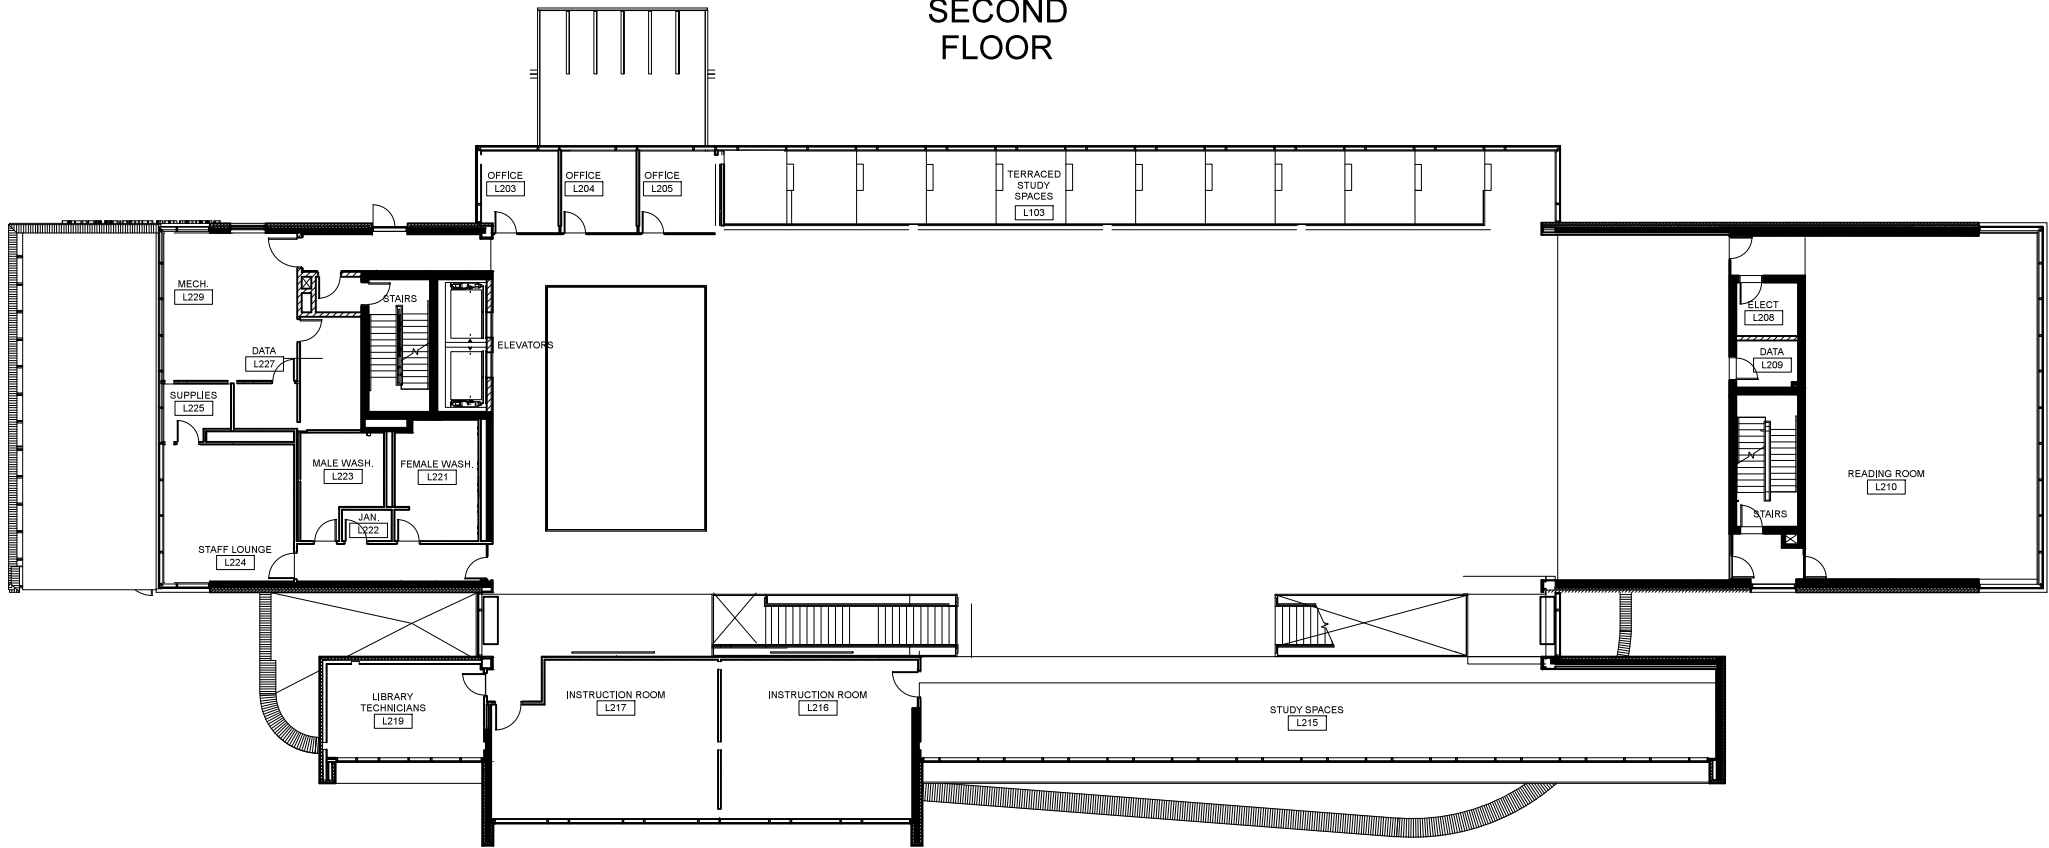 SECOND
FLOOR
OFFICE
L203
OFFICE
L204
OFFICE
L205
TERRACED
STUDY
SPACES
L103
MECH.
L229
STAIRS
ELEVATORS
DATA
L227
SUPPLIES
L225
ELECT
L208
DATA
L209
MALE WASH.
L223
FEMALE WASH.
L221
JAN.
L222
STAFF LOUNGE
L224
READING ROOM
L210
STAIRS
LIBRARY
TECHNICIANS
L219
INSTRUCTION ROOM
L217
INSTRUCTION ROOM
L216
STUDY SPACES
L215